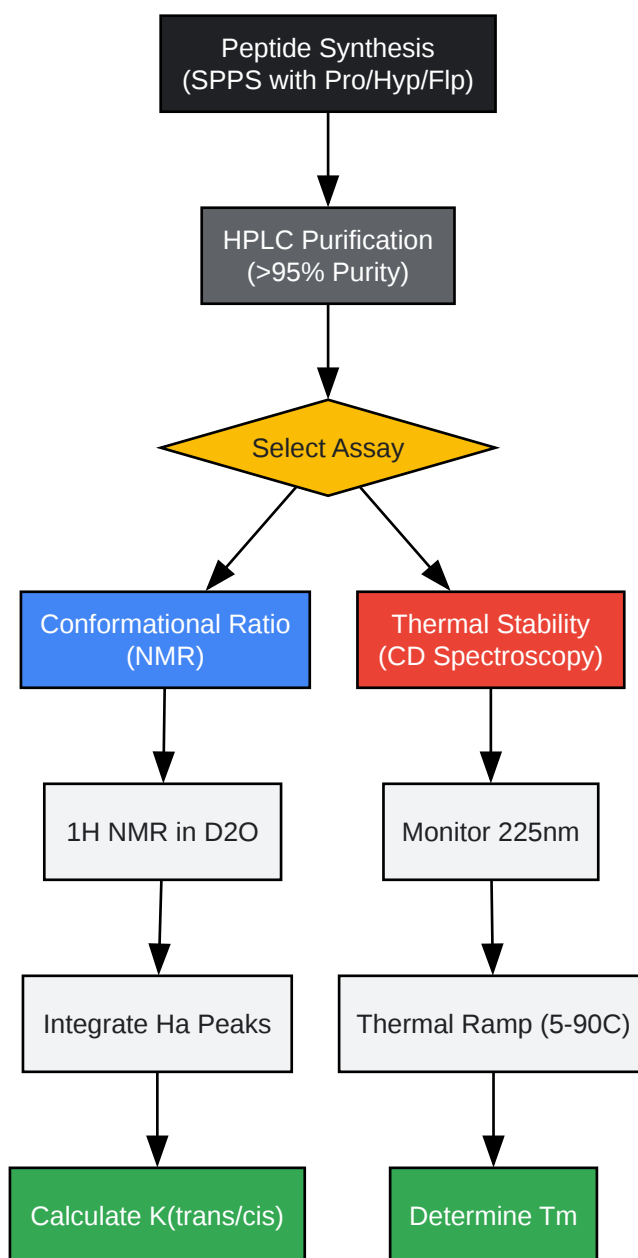 Peptide Synthesis
(SPPS with Pro/Hyp/Flp)
HPLC Purification
(>95% Purity)
Select Assay
Conformational Ratio
(NMR)
Thermal Stability
(CD Spectroscopy)
1H NMR in D2O
Monitor 225nm
Integrate Ha Peaks
Thermal Ramp (5-90C)
Calculate K(trans/cis)
Determine Tm